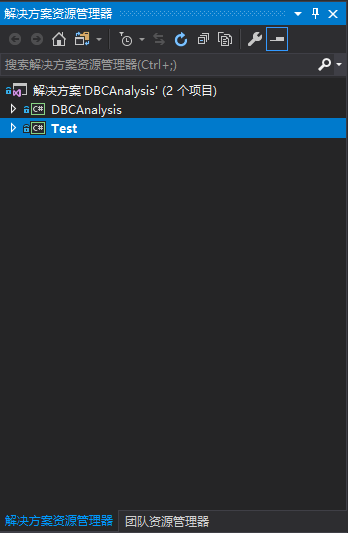 解决方案资源管理器
搜索解决方案资源管理器(Ctrl+;)
解决方案'DBCAnalysis' (2 个项目)
C# DBCAnalysis
C# Test
解决方案资源管理器 团队资源管理器